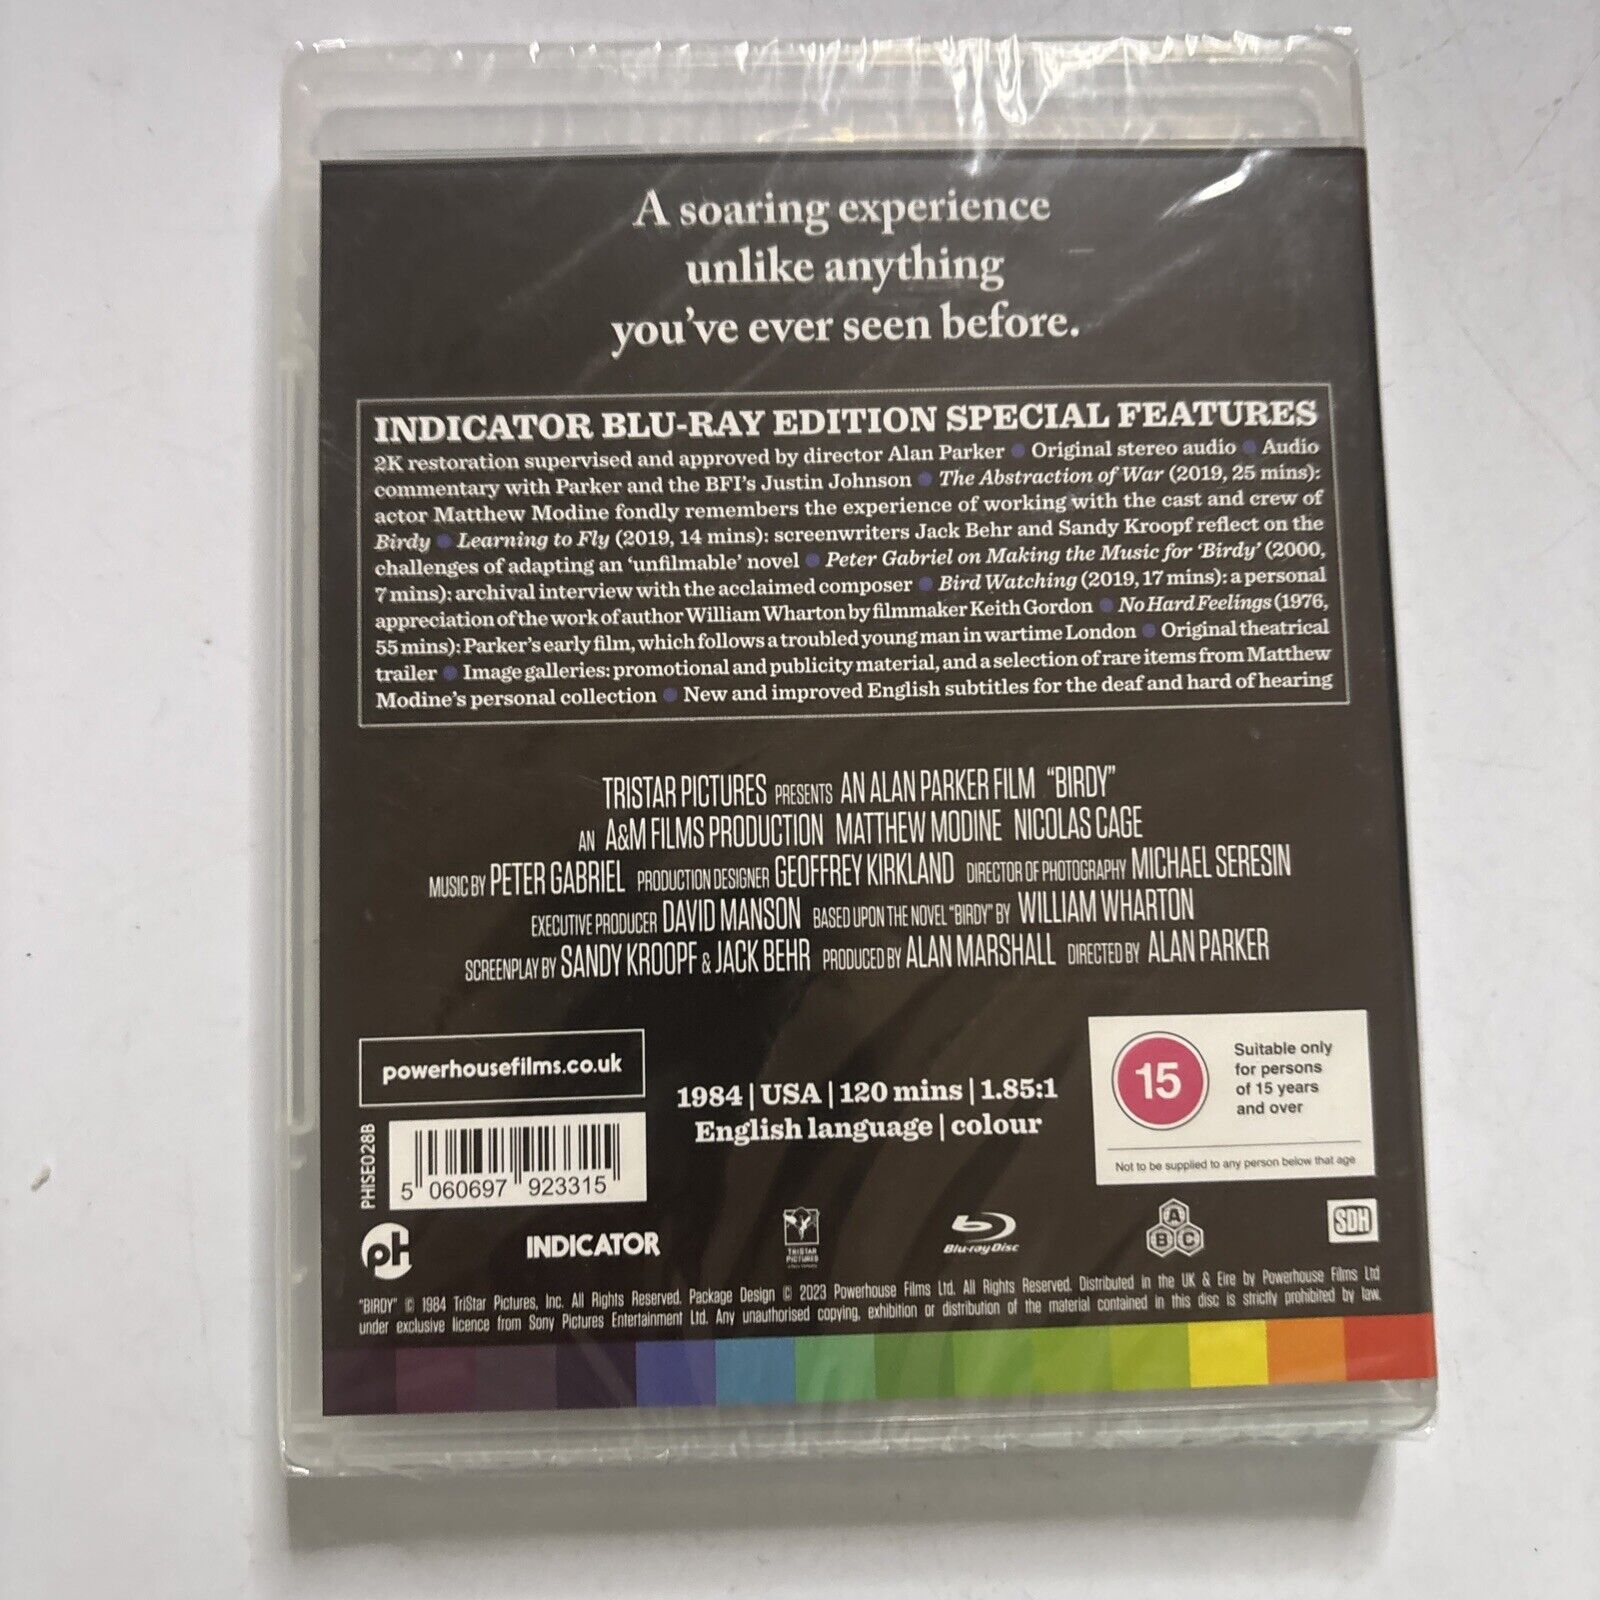 A soaring experience
unlike anything
you've ever seen before.
INDICATOR BLU-RAY EDITION SPECIAL FEATURES
2K restoration supervised and approved by director Alan Parker ● Original stereo audio ● Audio
commentary with Parker and the BFI's Justin Johnson ● The Abstraction of War (2019, 25 mins):
actor Matthew Modine fondly remembers the experience of working with the cast and crew of
Birdy ● Learning to Fly (2019, 14 mins): screenwriters Jack Behr and Sandy Kroopf reflect on the
challenges of adapting an ‘unfilmable’ novel ● Peter Gabriel on Making the Music for ‘Birdy’ (2000,
7 mins): archival interview with the acclaimed composer ● Bird Watching (2019, 17 mins): a personal
appreciation of the work of author William Wharton by filmmaker Keith Gordon ● No Hard Feelings (1976,
55 mins): Parker's early film, which follows a troubled young man in wartime London ● Original theatrical
trailer ● Image galleries: promotional and publicity material, and a selection of rare items from Matthew
Modine's personal collection ● New and improved English subtitles for the deaf and hard of hearing
TRISTAR PICTURES PRESENTS AN ALAN PARKER FILM "BIRDY"
AN A&M FILMS PRODUCTION MATTHEW MODINE NICOLAS CAGE
MUSIC BY PETER GABRIEL PRODUCTION DESIGNER GEOFFREY KIRKLAND DIRECTOR OF PHOTOGRAPHY MICHAEL SERESIN
EXECUTIVE PRODUCER DAVID MANSON BASED UPON THE NOVEL "BIRDY" BY WILLIAM WHARTON
SCREENPLAY BY SANDY KROOPF & JACK BEHR PRODUCED BY ALAN MARSHALL DIRECTED BY ALAN PARKER
powerhousefilms.co.uk
1984 | USA | 120 mins | 1.85:1
English language | colour
15
Suitable only
for persons
of 15 years
and over
Not to be supplied to any person below that age
PHISE028B
5 060697 923315
pH
INDICATOR
TRISTAR
PICTURES
Blu-ray Disc
A
B C
SDH
"BIRDY" © 1984 TriStar Pictures, Inc. All Rights Reserved. Package Design © 2023 Powerhouse Films Ltd. All Rights Reserved. Distributed in the UK & Eire by Powerhouse Films Ltd
under exclusive licence from Sony Pictures Entertainment Ltd. Any unauthorised copying, exhibition or distribution of the material contained in this disc is strictly prohibited by law.